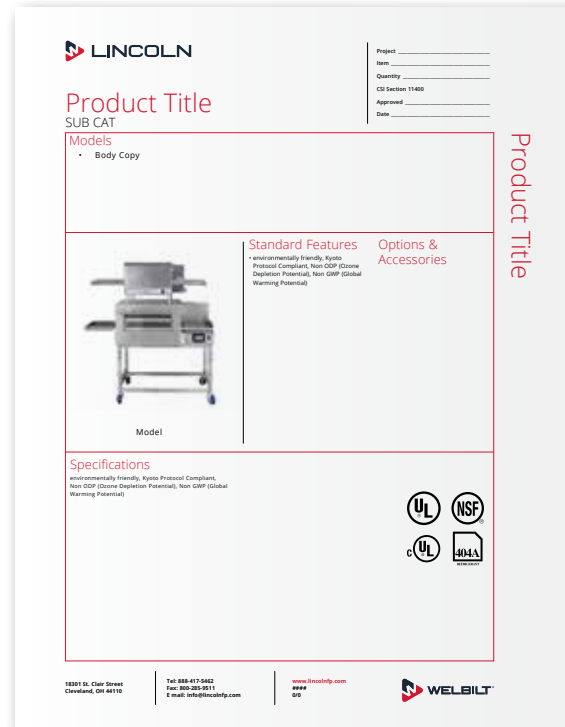 LINCOLN
Project
Item
Quantity
CSI Section 11400
Approved
Date
Product Title
SUB CAT
Models
• Body Copy
Product Title
Standard Features
• environmentally friendly, Kyoto
Protocol Compliant, Non ODP (Ozone
Depletion Potential), Non GWP (Global
Warming Potential)
Options &
Accessories
Model
Specifications
environmentally friendly, Kyoto Protocol Compliant,
Non ODP (Ozone Depletion Potential), Non GWP (Global
Warming Potential)
UL
®
NSF
®
C UL
®
404A
REFRIGERANT
18301 St. Clair Street
Cleveland, OH 44110
Tel: 888-417-5462
Fax: 800-285-9511
E mail: info@lincolnfp.com
www.lincolnfp.com
####
0/0
WELBILT